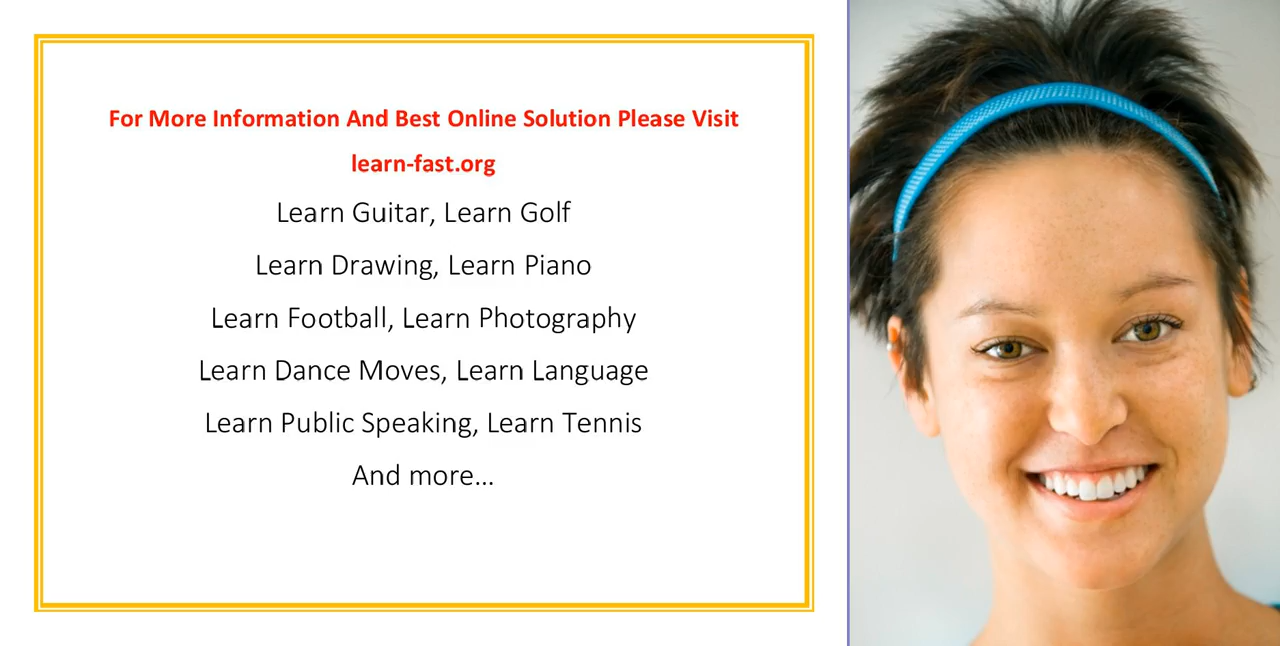 For More Information And Best Online Solution Please Visit
learn-fast.org
Learn Guitar, Learn Golf
Learn Drawing, Learn Piano
Learn Football, Learn Photography
Learn Dance Moves, Learn Language
Learn Public Speaking, Learn Tennis
And more...